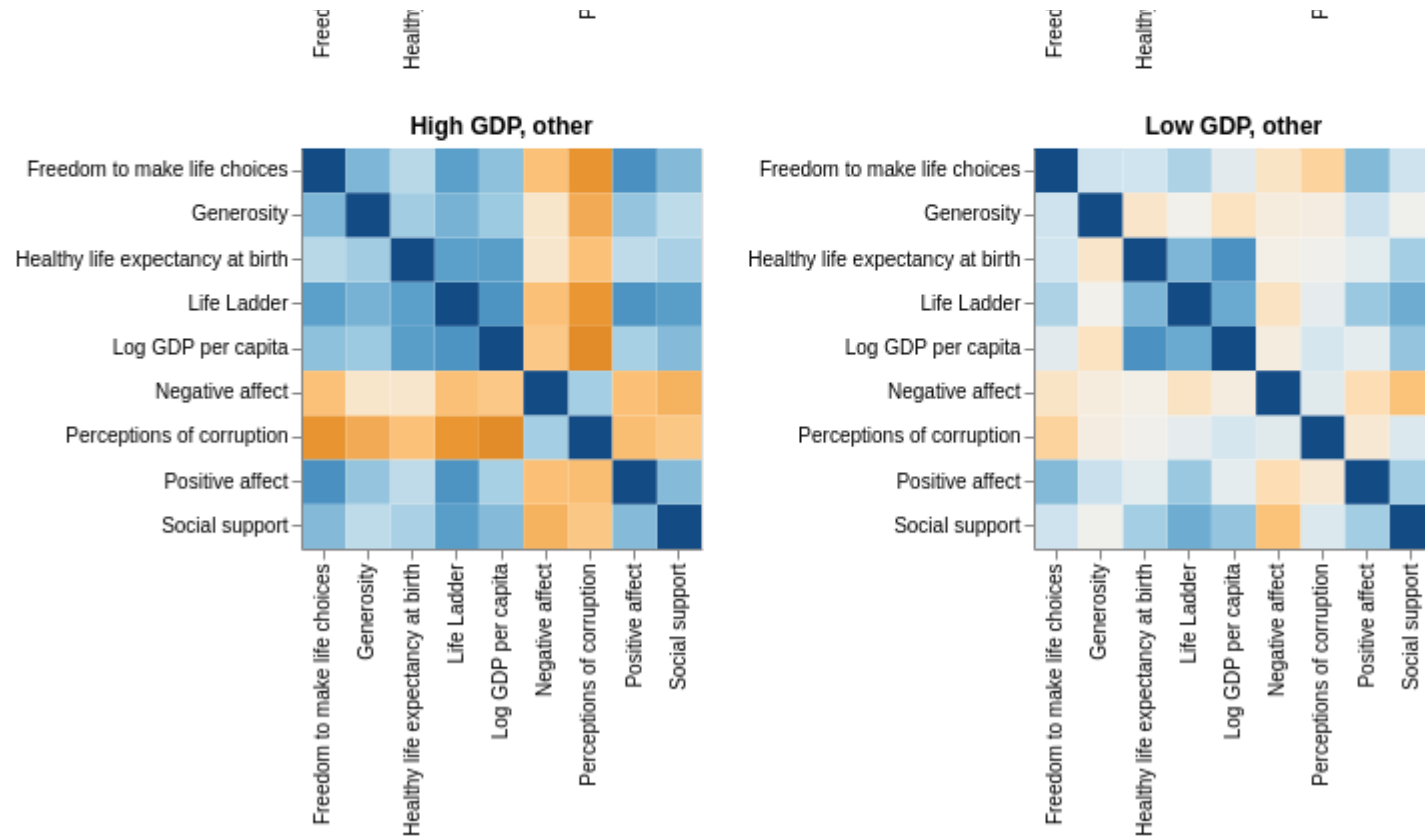 Freed
Healthy
Freed
Healthy
High GDP, other
Freedom to make life choices
Generosity
Healthy life expectancy at birth
Life Ladder
Log GDP per capita
Negative affect
Perceptions of corruption
Positive affect
Social support
Freedom to make life choices
Generosity
Healthy life expectancy at birth
Life Ladder
Log GDP per capita
Negative affect
Perceptions of corruption
Positive affect
Social support
Low GDP, other
Freedom to make life choices
Generosity
Healthy life expectancy at birth
Life Ladder
Log GDP per capita
Negative affect
Perceptions of corruption
Positive affect
Social support
Freedom to make life choices
Generosity
Healthy life expectancy at birth
Life Ladder
Log GDP per capita
Negative affect
Perceptions of corruption
Positive affect
Social support